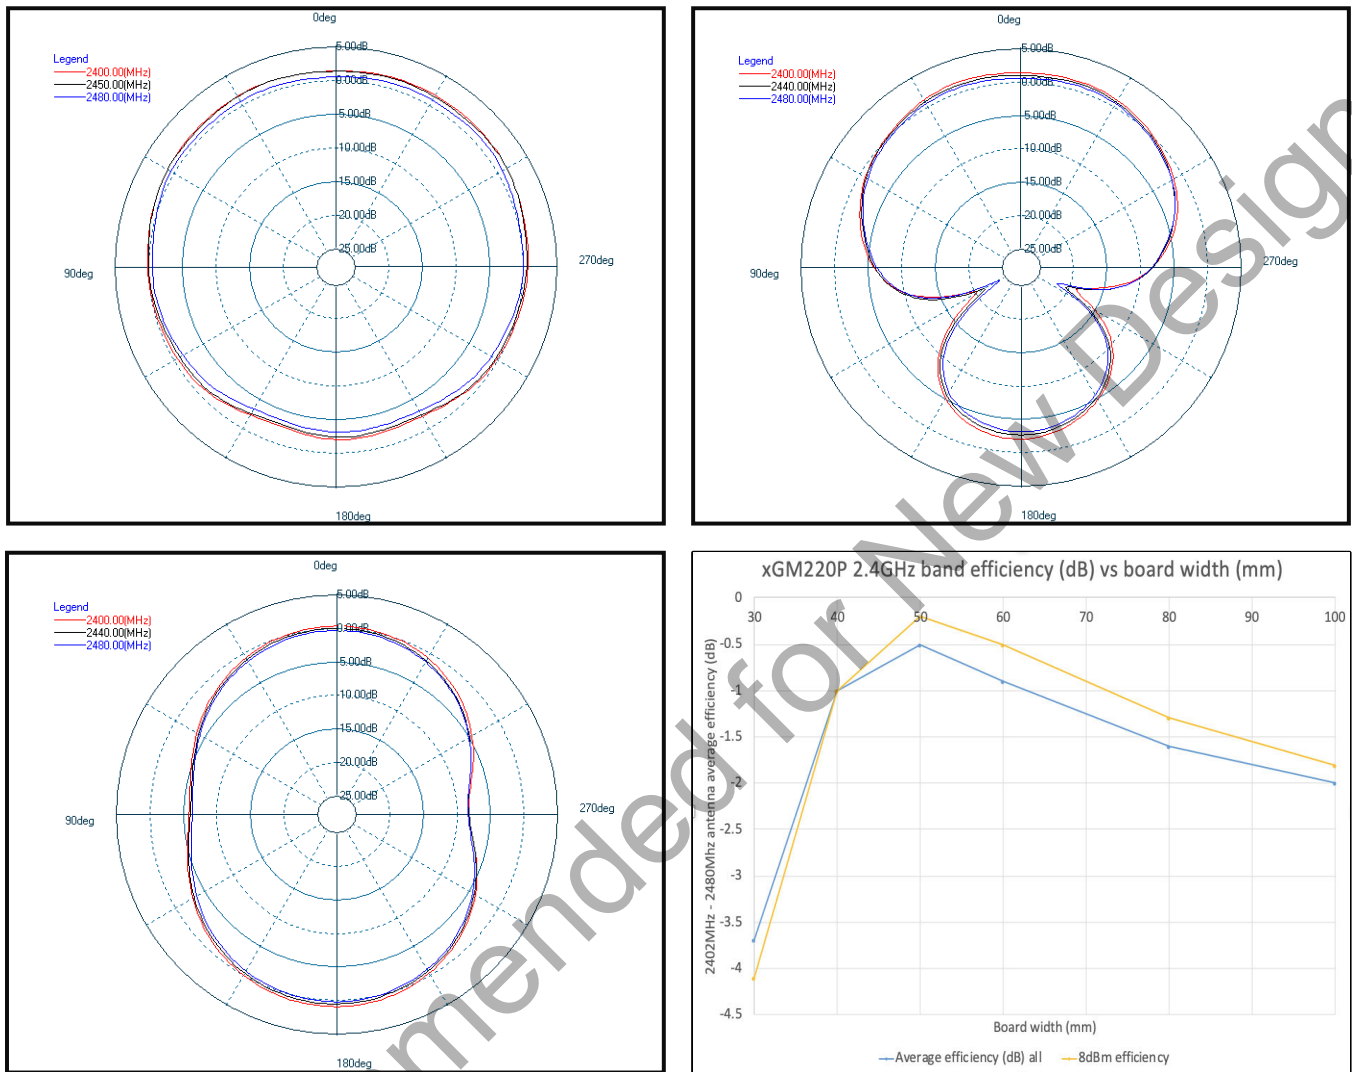 0deg
5.00dB
Legend
2400.00(MHz)
2450.00(MHz)
2480.00(MHz)
0.00dB
5.00dB
10.00dB
15.00dB
20.00dB
25.00dB
90deg
270deg
180deg
0deg
5.00dB
Legend
2400.00(MHz)
2440.00(MHz)
2480.00(MHz)
0.00dB
5.00dB
10.00dB
15.00dB
20.00dB
25.00dB
90deg
270deg
180deg
0deg
5.00dB
Legend
2400.00(MHz)
2440.00(MHz)
2480.00(MHz)
0.00dB
5.00dB
10.00dB
15.00dB
20.00dB
25.00dB
90deg
270deg
180deg
xGM220P 2.4GHz band efficiency (dB) vs board width (mm)
0
30 40 50 60 70 80 90 100
-0.5
-1
-1.5
-2
-2.5
-3
-3.5
-4
-4.5
2402MHz - 2480Mhz antenna average efficiency (dB)
Board width (mm)
Average efficiency (dB) all
8dBm efficiency
mended for New Design